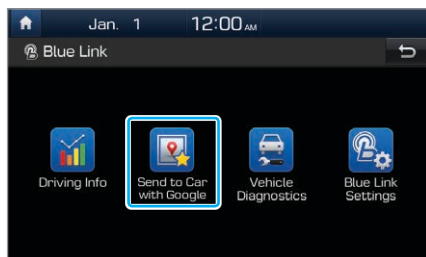 Jan. 1 12:00 AM
Blue Link
Driving Info
Send to Car
with Google
Vehicle
Diagnostics
Blue Link
Settings